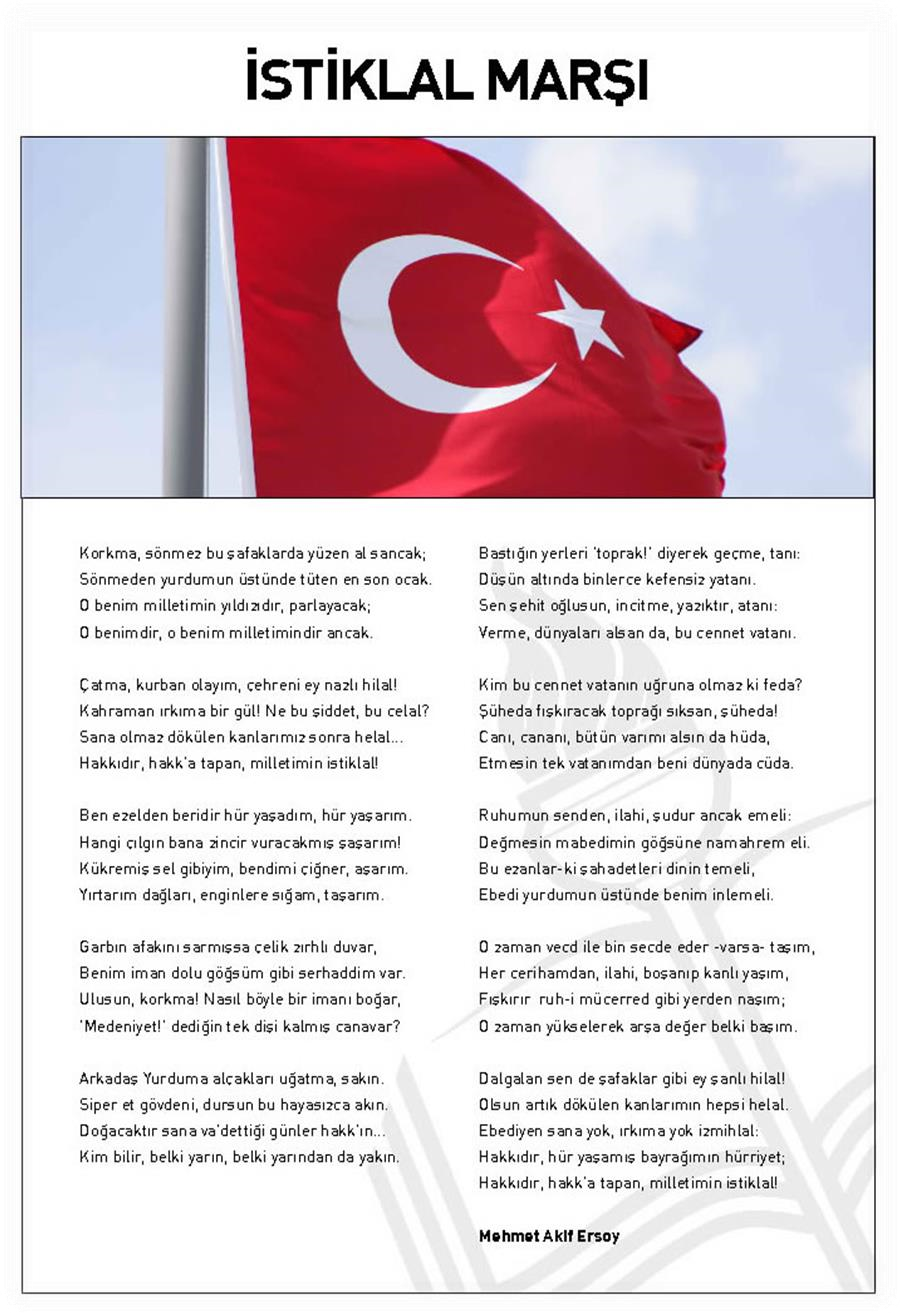 İSTİKLAL MARŞI
Korkma, sönmez bu şafaklarda yüzen al sancak;
Sönmeden yurdumun üstünde tüten en son ocak.
O benim milletimin yıldızıdır, parlayacak;
O benimdir, o benim milletimindir ancak.
Çatma, kurban olayım, çehreni ey nazlı hilal!
Kahraman ırkıma bir gül! Ne bu şiddet, bu celal?
Sana olmaz dökülen kanlarımız sonra helal...
Hakkıdır, hakk'a tapan, milletimin istiklal!
Ben ezelden beridir hür yaşadım, hür yaşarım.
Hangi çılgın bana zincir vuracakmış şaşarım!
Kükremiş sel gibiyim, bendimi çiğner, aşarım.
Yırtarım dağları, enginlere sığam, taşarım.
Garbın afakını sarmışsa çelik zırhlı duvar,
Benim iman dolu göğsüm gibi serhaddim var.
Ulusun, korkma! Nasıl böyle bir imanı boğar,
'Medeniyet!' dediğin tek dişi kalmış canavar?
Arkadaş Yurduma alçakları uğatma, sakın.
Siper et gövdeni, dursun bu hayasızca akın.
Doğacaktır sana va'dettiği günler hakk'ın...
Kim bilir, belki yarın, belki yarından da yakın.
Bastığın yerleri 'toprak!' diyerek geçme, tanı:
Düşün altında binlerce kefensiz yatanı.
Sen şehit oğlusun, incitme, yazıktır, atanı:
Verme, dünyaları alsan da, bu cennet vatanı.
Kim bu cennet vatanın uğruna olmaz ki feda?
Şüheda fışkıracak toprağı sıksan, şüheda!
Canı, cananı, bütün varımı alsın da hüda,
Etmesin tek vatanımdan beni dünyada cüda.
Ruhumun senden, ilahi, şudur ancak emeli:
Değmesin mabedimin göğsüne namahrem eli.
Bu ezanlar-ki şahadetleri dinin temeli,
Ebedi yurdumun üstünde benim inlemeli.
O zaman vecd ile bin secde eder -varsa- taşım,
Her cerihamdan, ilahi, boşanıp kanlı yaşım,
Fışkırır ruh-i mücerred gibi yerden naşım;
O zaman yükselerek arşa değer belki başım.
Dalgalan sen de şafaklar gibi ey şanlı hilal!
Olsun artık dökülen kanlarımın hepsi helal.
Ebediyen sana yok, ırkıma yok izmihlal:
Hakkıdır, hür yaşamış bayrağımın hürriyet;
Hakkıdır, hakk'a tapan, milletimin istiklal!
Mehmet Akif Ersoy